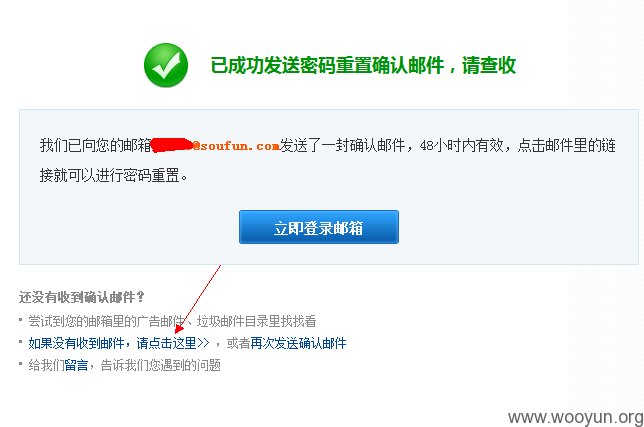 已成功发送密码重置确认邮件，请查收
我们已向您的邮箱@soufun.com发送了一封确认邮件，48小时内有效，点击邮件里的链
接就可以进行密码重置。
立即登录邮箱
还没有收到确认邮件？
尝试到您的邮箱里的广告邮件、垃圾邮件目录里找找看
如果没有收到邮件，请点击这里>> ，或者再次发送确认邮件
给我们留言，告诉我们您遇到的问题
www.wooyun.org